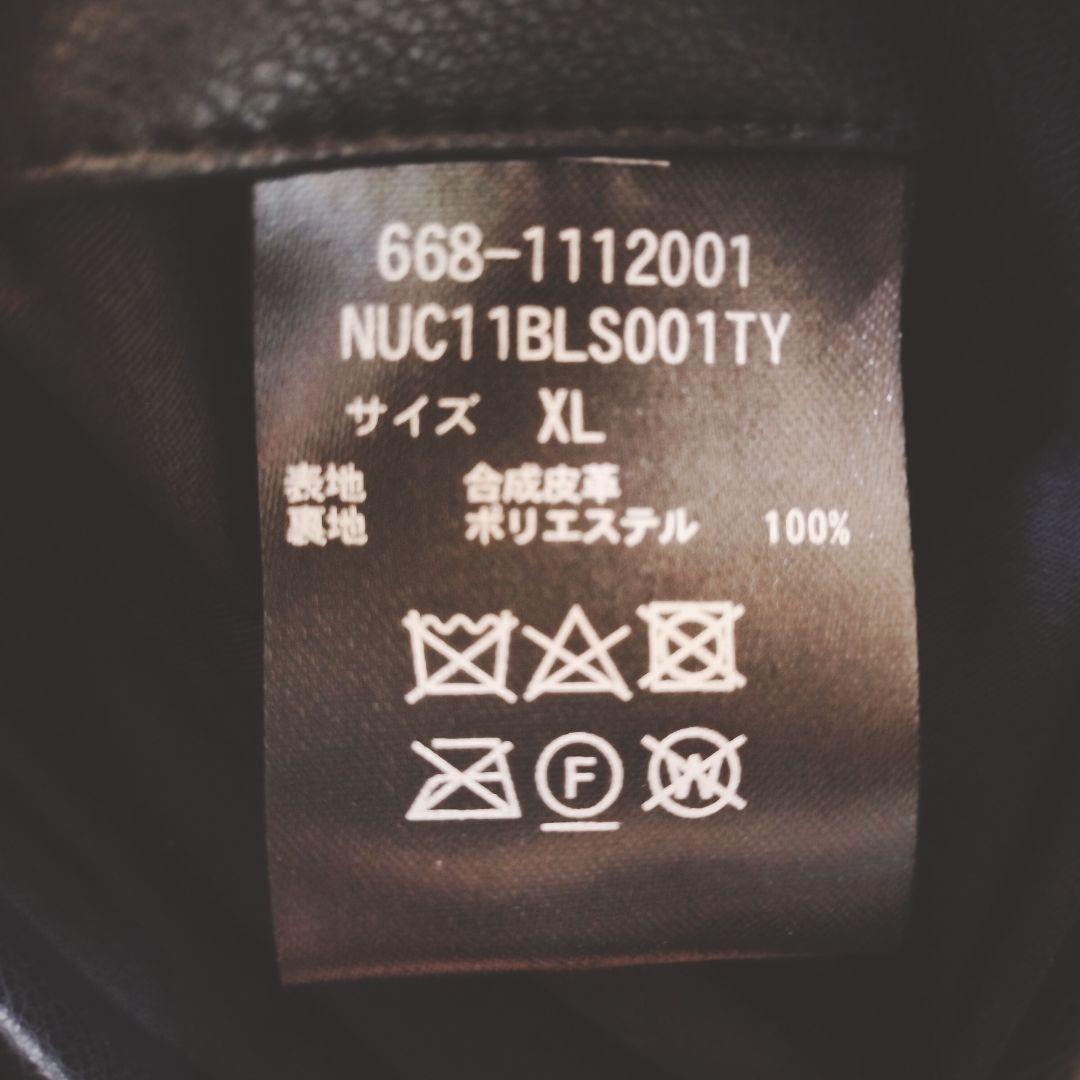 668-1112001
NUC11BLS001TY
サイズ XL
表地 合成皮革
裏地 ポリエステル 100%
F
W